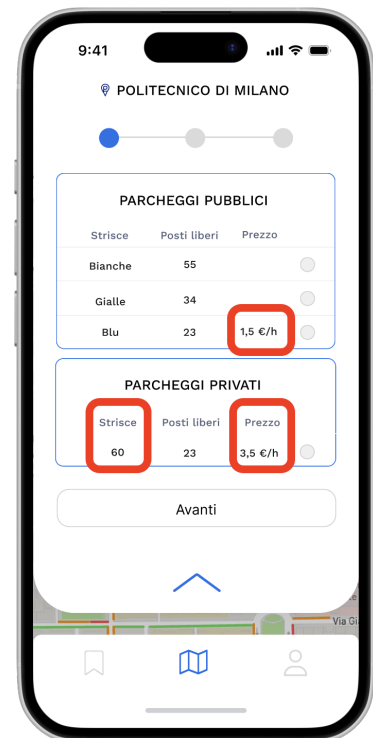 9:41
POLITECNICO DI MILANO
PARCHEGGI PUBBLICI
Strisce Posti liberi Prezzo
Bianche 55
Gialle 34
Blu 23 1,5 €/h
PARCHEGGI PRIVATI
Strisce Posti liberi Prezzo
60 23 3,5 €/h
Avanti
Via Gi